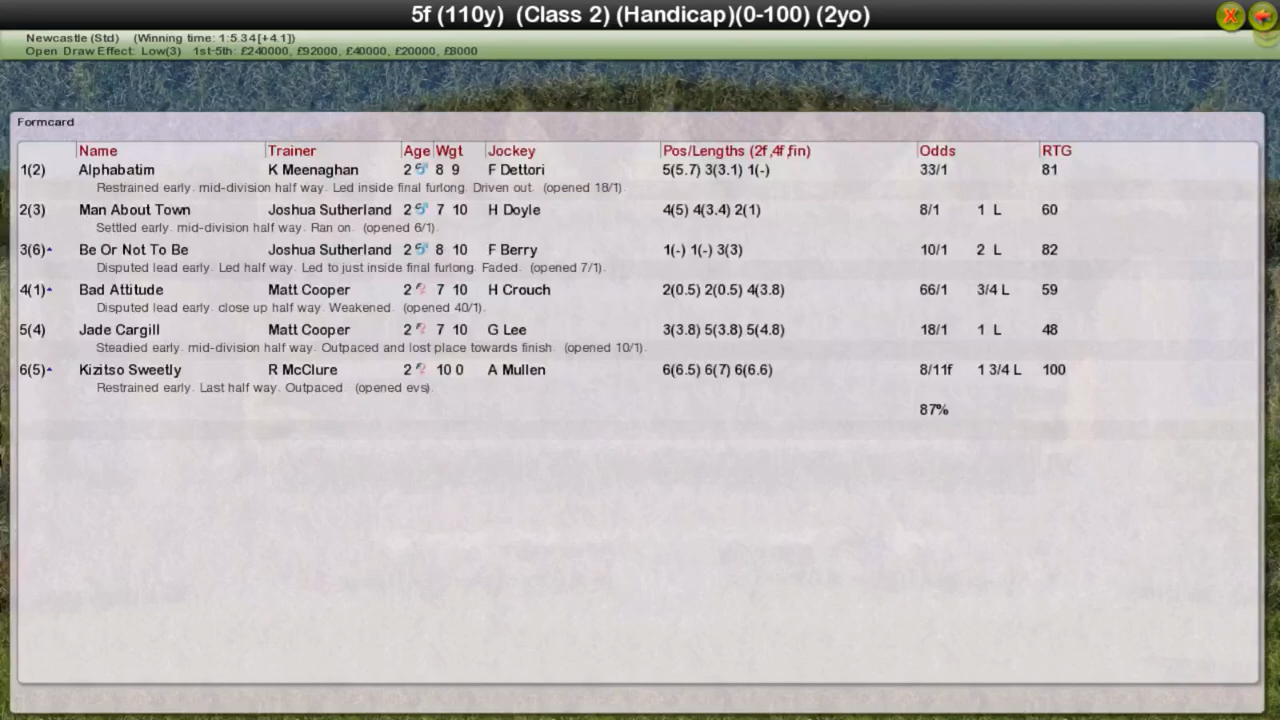 5f (110y) (Class 2) (Handicap)(0-100) (2yo)
Newcastle (Std) (Winning time: 1:5.34[+4.1])
Open Draw Effect: Low(3) 1st-5th: £240000, £92000, £40000, £20000, £8000
Formcard
Name Trainer Age Wgt Jockey Pos/Lengths (2f,4f,fin) Odds RTG
1(2) Alphabatim K Meenaghan 2 8 9 F Dettori 5(5.7) 3(3.1) 1(-) 33/1 81
Restrained early. mid-division half way. Led inside final furlong. Driven out. (opened 18/1).
2(3) Man About Town Joshua Sutherland 2 7 10 H Doyle 4(5) 4(3.4) 2(1) 8/1 1 L 60
Settled early. mid-division half way. Ran on. (opened 6/1).
3(6) Be Or Not To Be Joshua Sutherland 2 8 10 F Berry 1(-) 1(-) 3(3) 10/1 2 L 82
Disputed lead early. Led half way. Led to just inside final furlong. Faded. (opened 7/1).
4(1) Bad Attitude Matt Cooper 2 7 10 H Crouch 2(0.5) 2(0.5) 4(3.8) 66/1 3/4 L 59
Disputed lead early. close up half way. Weakened. (opened 40/1).
5(4) Jade Cargill Matt Cooper 2 7 10 G Lee 3(3.8) 5(3.8) 5(4.8) 18/1 1 L 48
Steadied early. mid-division half way. Outpaced and lost place towards finish. (opened 10/1).
6(5) Kizitso Sweetly R McClure 2 10 0 A Mullen 6(6.5) 6(7) 6(6.6) 8/11f 1 3/4 L 100
Restrained early. Last half way. Outpaced. (opened evs).
87%